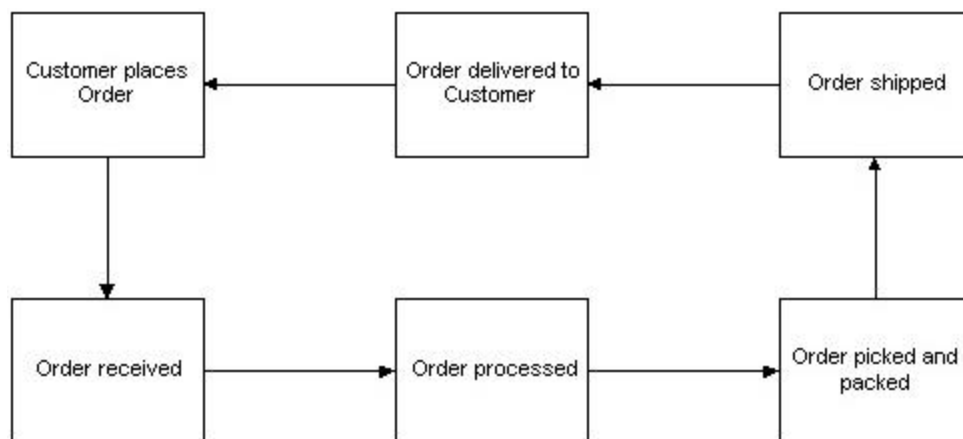 Customer places
Order
Order delivered to
Customer
Order shipped
Order received
Order processed
Order picked and
packed